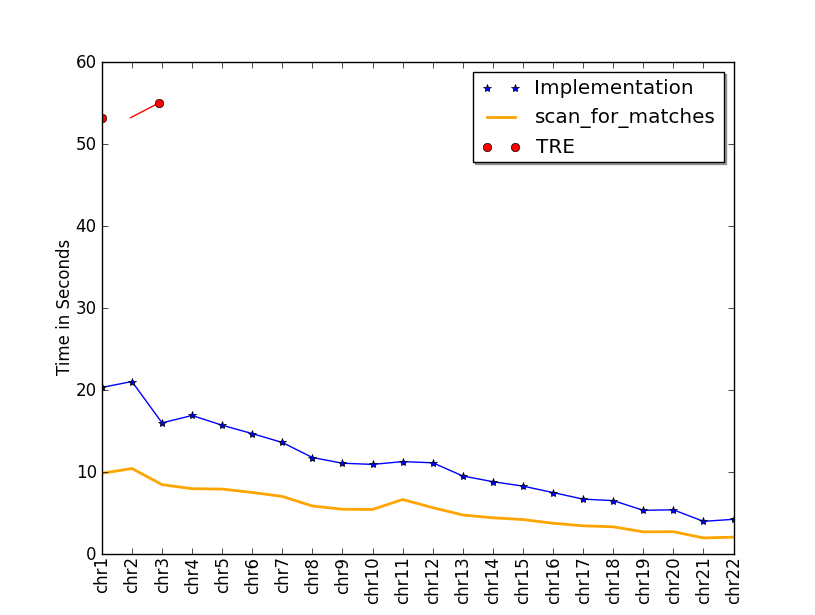 60
50
40
30
20
10
0
Time in Seconds
Implementation
scan_for_matches
TRE
chr1
chr2
chr3
chr4
chr5
chr6
chr7
chr8
chr9
chr10
chr11
chr12
chr13
chr14
chr15
chr16
chr17
chr18
chr19
chr20
chr21
chr22